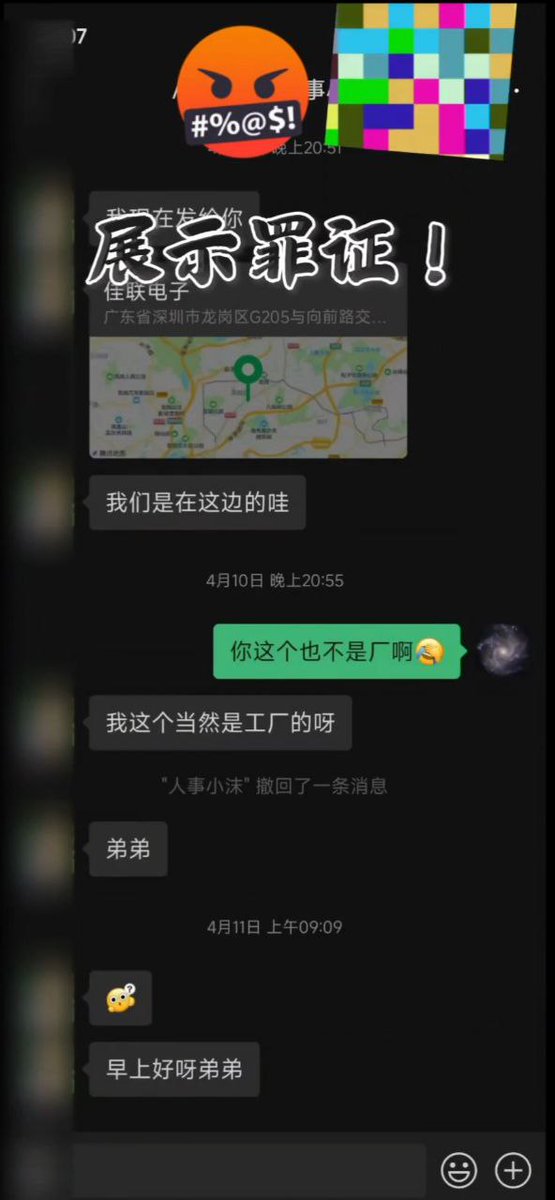 07
#%@$!
事
晚上20:51
我现在发给你
展示罪证！
佳联电子
广东省深圳市龙岗区G205与向前路交...
我们是在这边的哇
4月10日 晚上20:55
你这个也不是厂啊
我这个当然是工厂的呀
"人事小沫" 撤回了一条消息
弟弟
4月11日 上午09:09
早上好呀弟弟